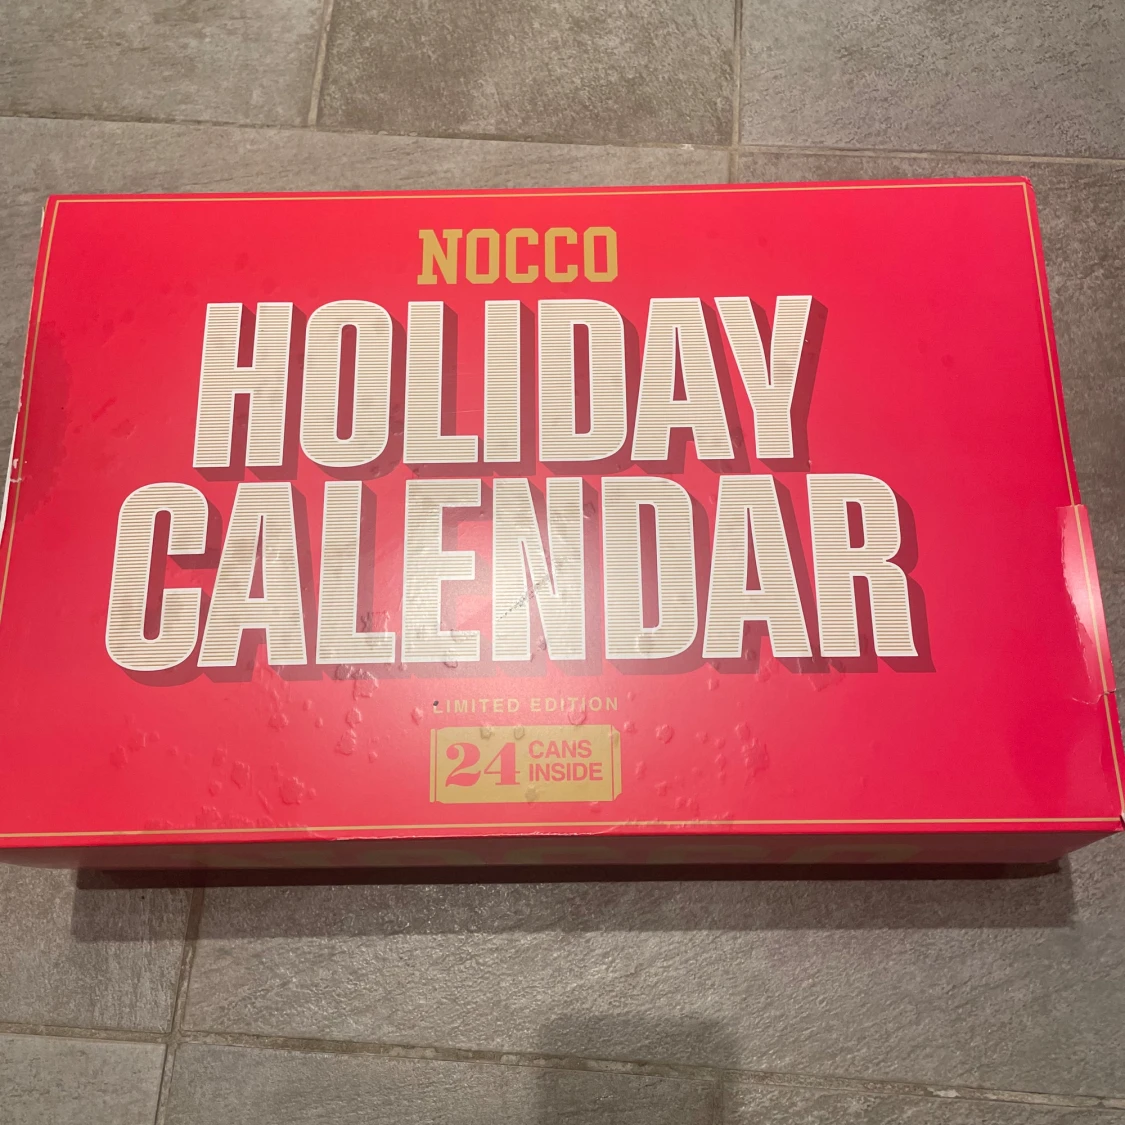 NOCCO
HOLIDAY
CALENDAR
LIMITED EDITION
24 CANS
INSIDE